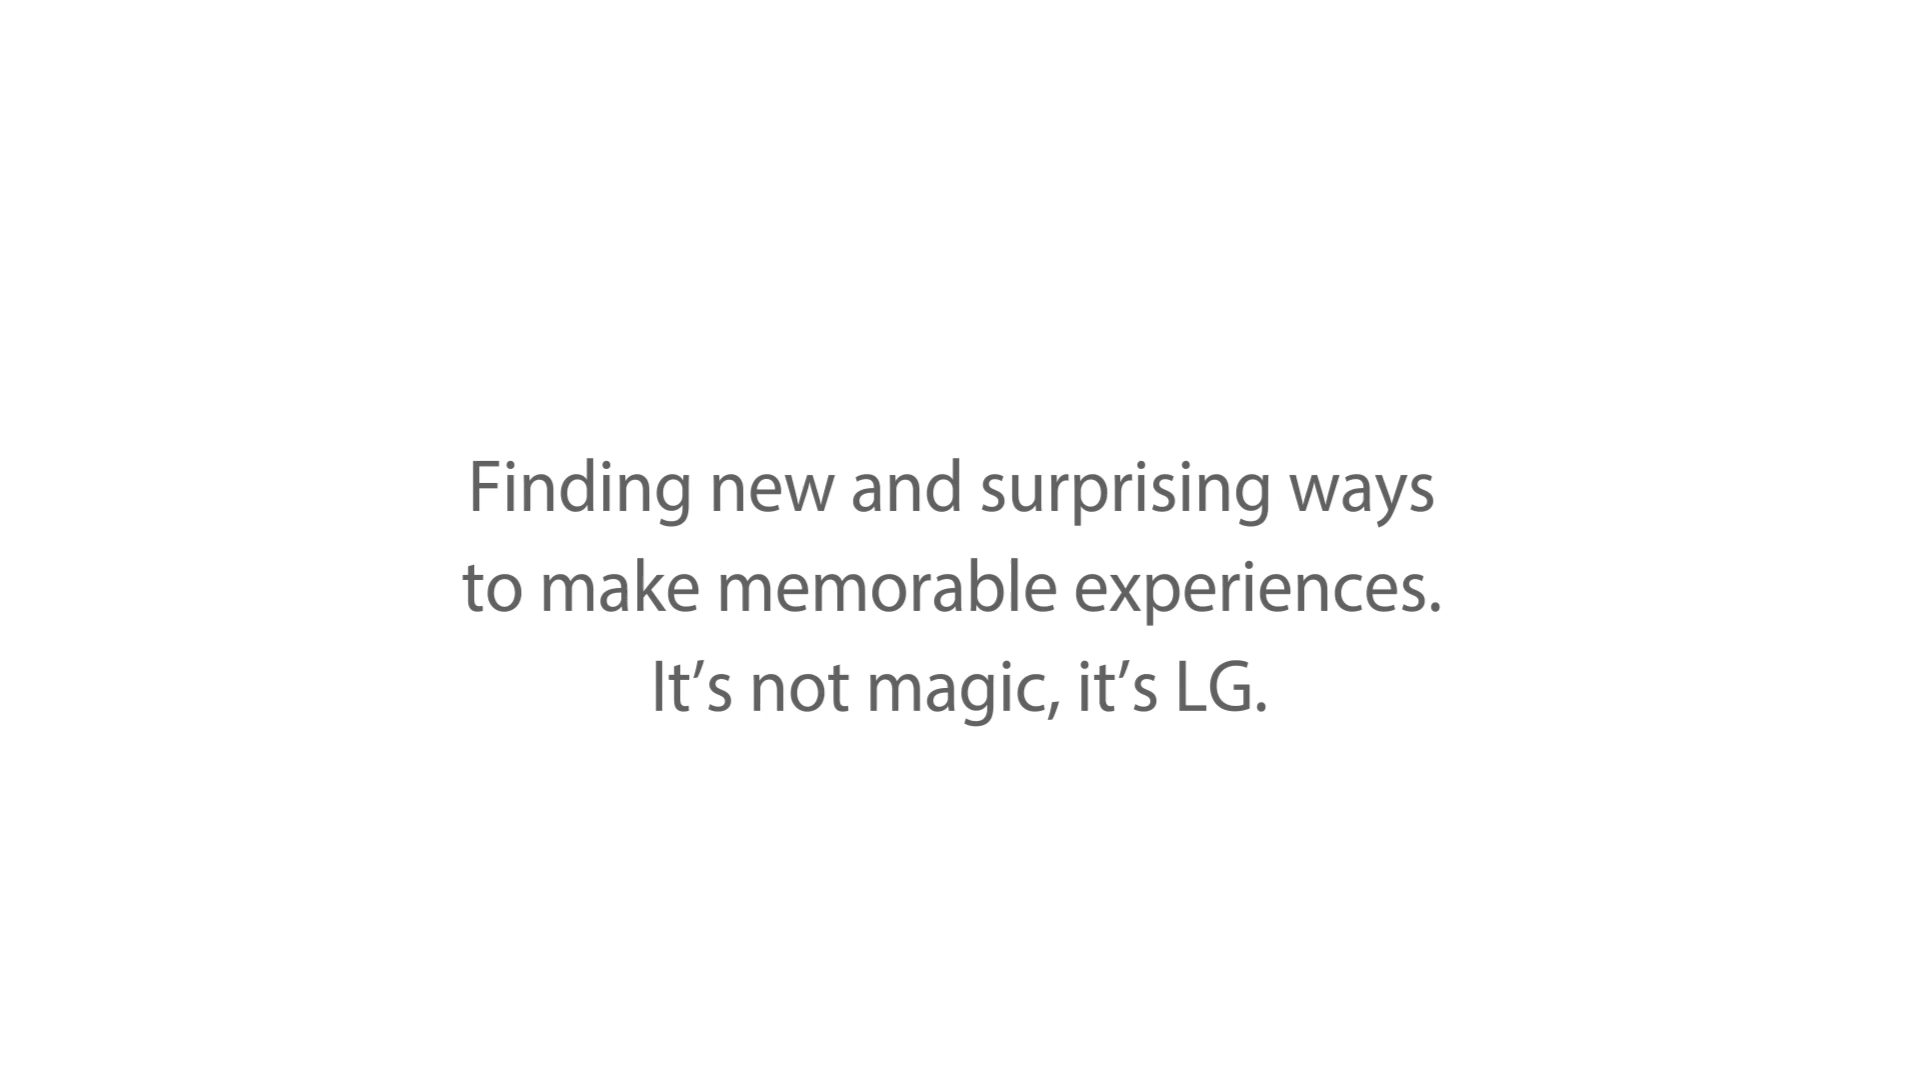 Finding new and surprising ways
to make memorable experiences.
It’s not magic, it’s LG.